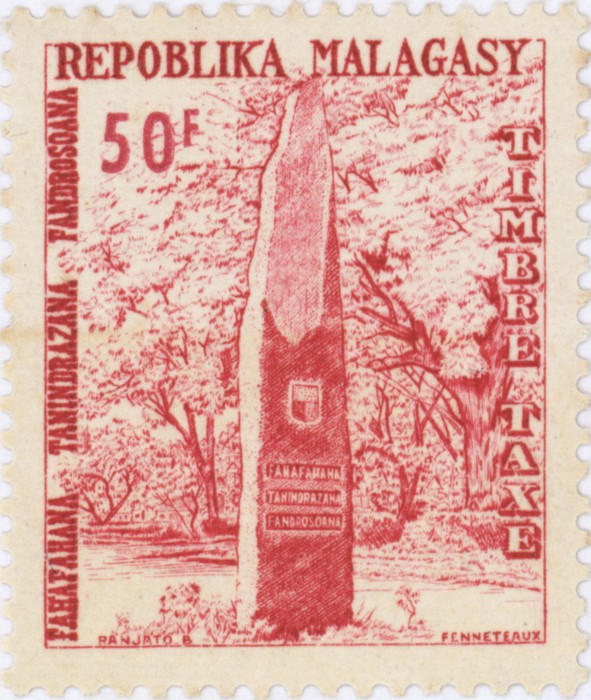 REPOBLIKA MALAGASY
50F
TIMBRE TAXE
FAHAFAHANA TANINDRAZANA FANDROSOANA
FAHAFAHANA
TANINDRAZANA
FANDROSOANA
RANJATO B
FENNETEAUX